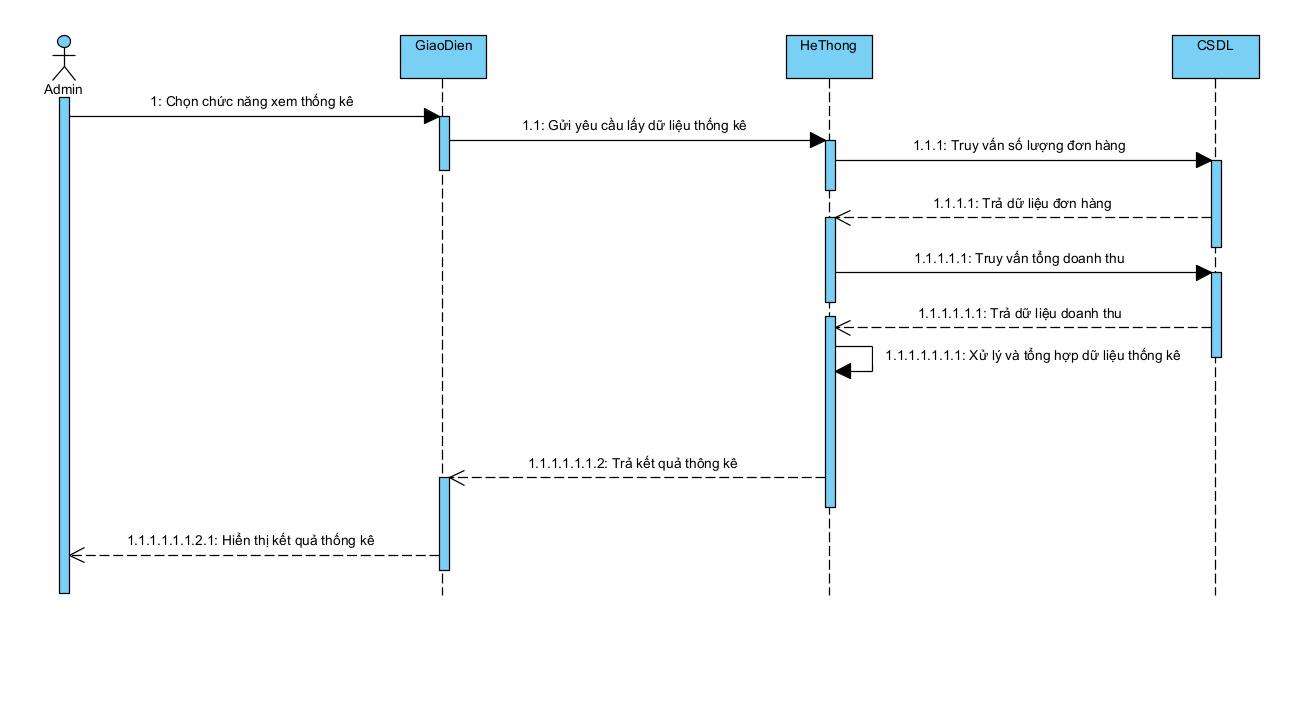 GiaoDien
HeThong
CSDL
Admin
1: Chọn chức năng xem thống kê
1.1: Gửi yêu cầu lấy dữ liệu thống kê
1.1.1: Truy vấn số lượng đơn hàng
1.1.1.1: Trả dữ liệu đơn hàng
1.1.1.1.1: Truy vấn tổng doanh thu
1.1.1.1.1.1: Trả dữ liệu doanh thu
1.1.1.1.1.1.1: Xử lý và tổng hợp dữ liệu thống kê
1.1.1.1.1.1.2: Trả kết quả thông kê
1.1.1.1.1.1.2.1: Hiển thị kết quả thống kê